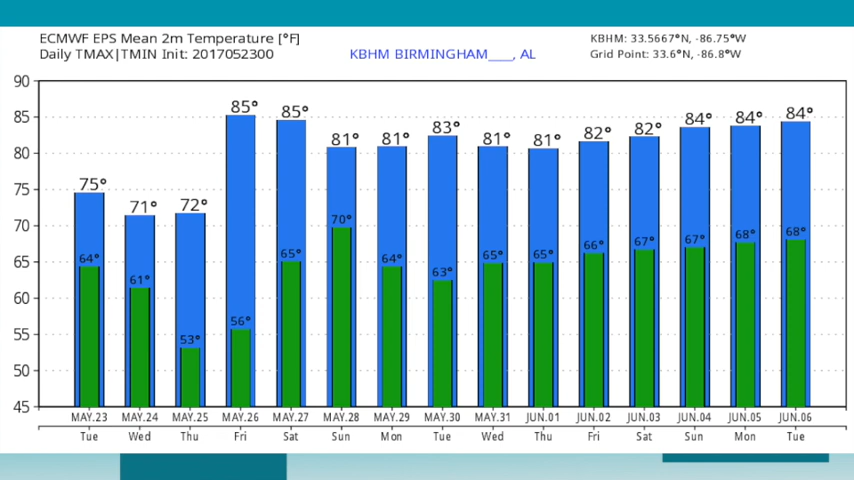 ECMWF EPS Mean 2m Temperature [°F]
Daily TMAX|TMIN Init: 2017052300
KBHM BIRMINGHAM____, AL
KBHM: 33.5667°N, -86.75°W
Grid Point: 33.6°N, -86.8°W
90
85
80
75
70
65
60
55
50
45
75° 71° 72° 85° 85° 81° 81° 83° 81° 81° 82° 82° 84° 84° 84°
64° 61° 53° 56° 65° 70° 64° 63° 65° 65° 66° 67° 67° 68° 68°
MAY.23 MAY.24 MAY.25 MAY.26 MAY.27 MAY.28 MAY.29 MAY.30 MAY.31 JUN.01 JUN.02 JUN.03 JUN.04 JUN.05 JUN.06
Tue Wed Thu Fri Sat Sun Mon Tue Wed Thu Fri Sat Sun Mon Tue